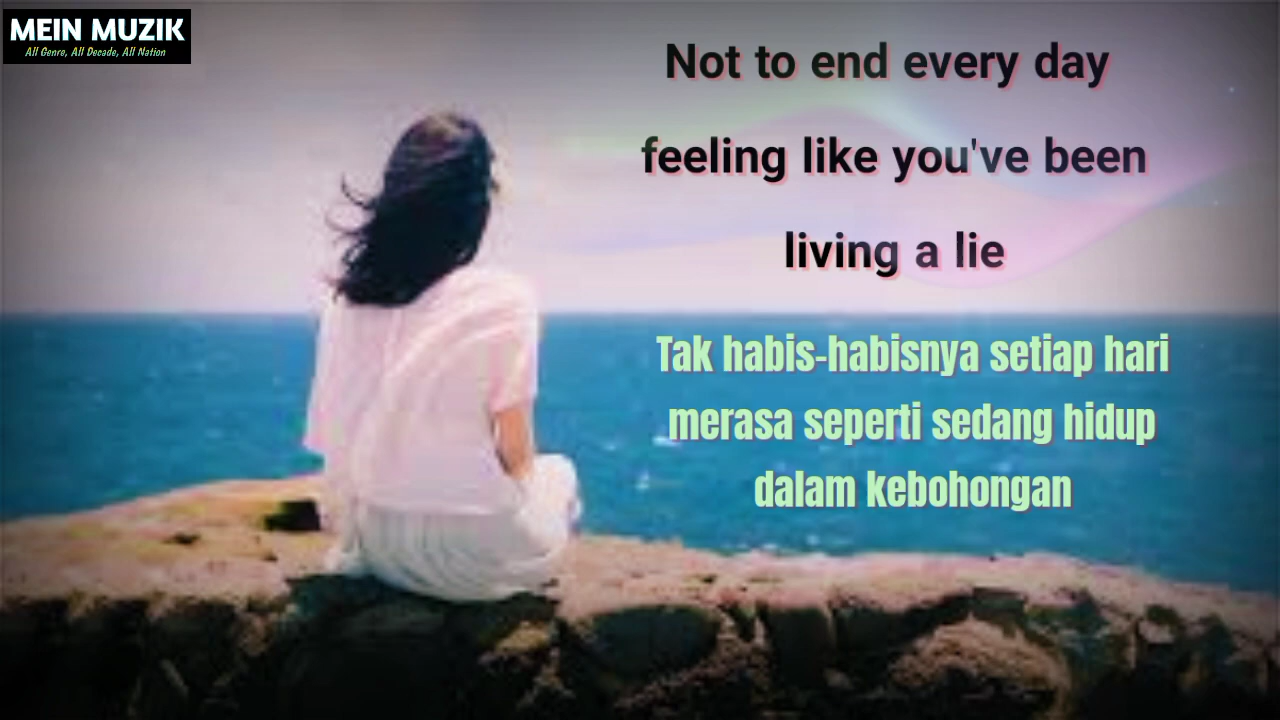 MEIN MUZIK
All Genre, All Decade, All Nation
Not to end every day
feeling like you've been
living a lie
Tak habis-habisnya setiap hari
merasa seperti sedang hidup
dalam kebohongan